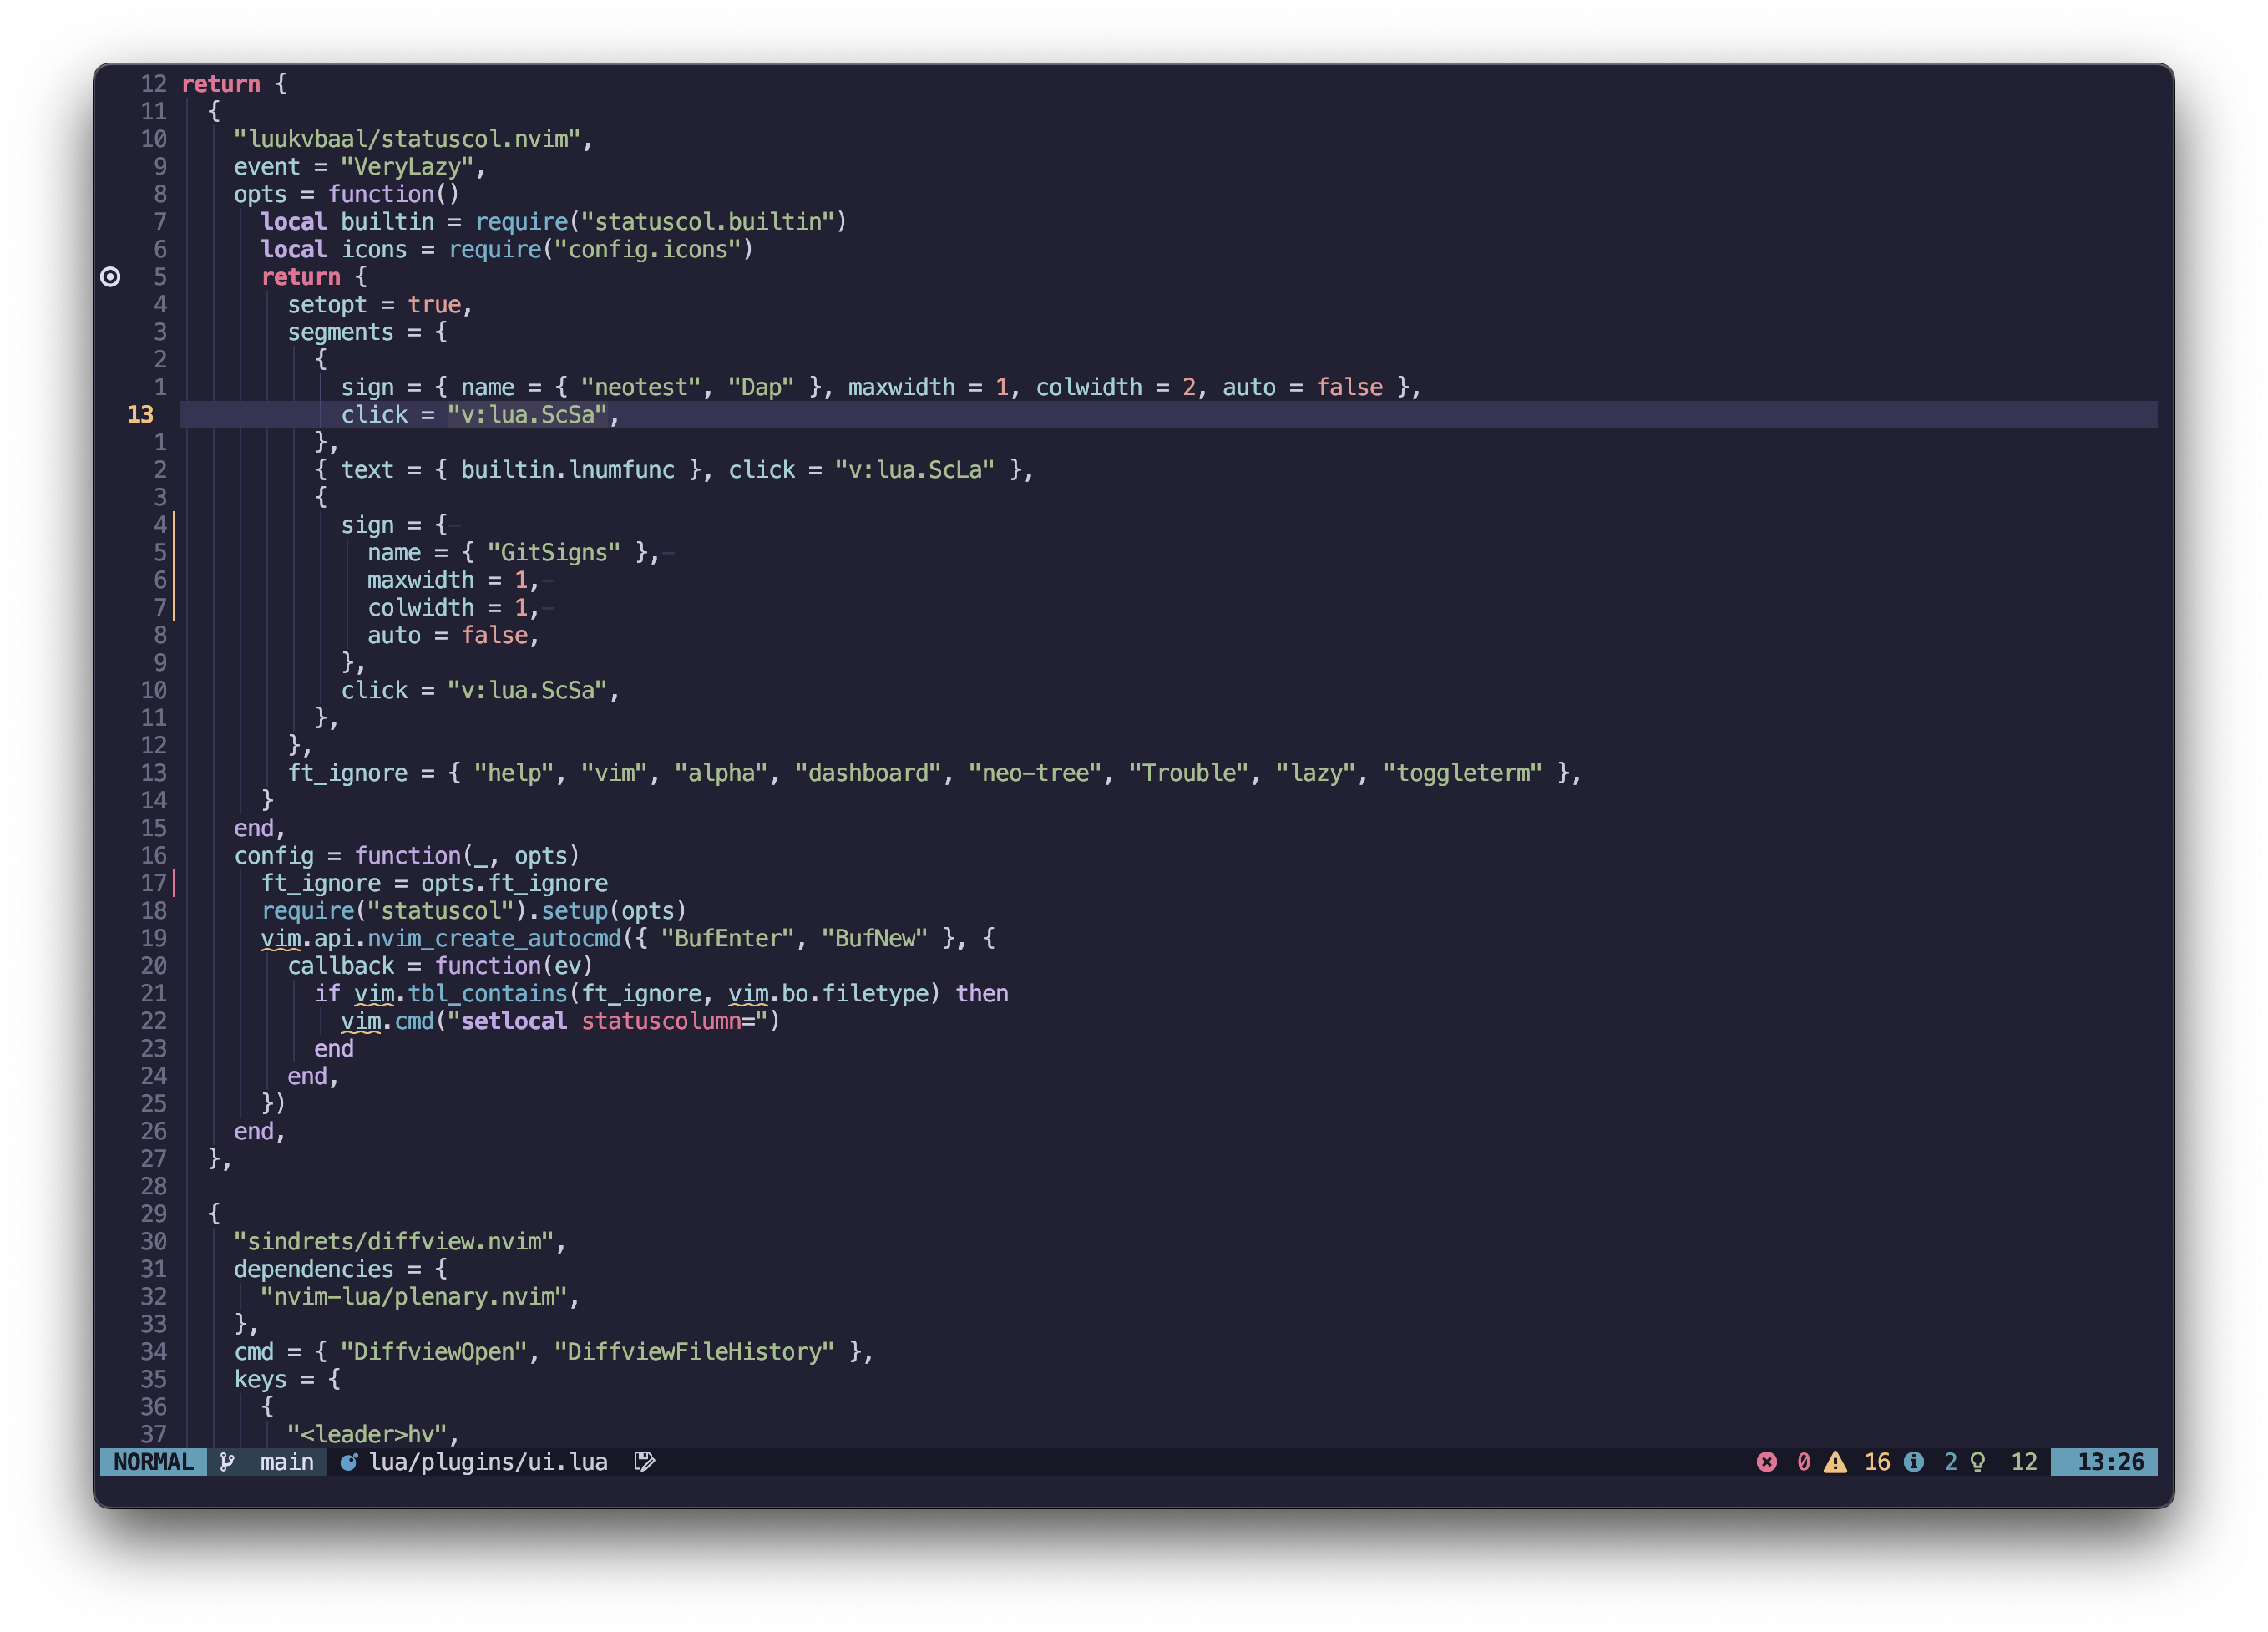 12 return {
11   {
10     "luukvbaal/statuscol.nvim",
9     event = "VeryLazy",
8     opts = function()
7       local builtin = require("statuscol.builtin")
6       local icons = require("config.icons")
5       return {
4         setopt = true,
3         segments = {
2           {
1             sign = { name = { "neotest", "Dap" }, maxwidth = 1, colwidth = 2, auto = false },
13             click = "v:lua.ScSa",
1           },
2           { text = { builtin.lnumfunc }, click = "v:lua.ScLa" },
3           {
4             sign = {
5               name = { "GitSigns" },
6               maxwidth = 1,
7               colwidth = 1,
8               auto = false,
9             },
10             click = "v:lua.ScSa",
11           },
12         },
13         ft_ignore = { "help", "vim", "alpha", "dashboard", "neo-tree", "Trouble", "lazy", "toggleterm" },
14       }
15     end,
16     config = function(_, opts)
17       ft_ignore = opts.ft_ignore
18       require("statuscol").setup(opts)
19       vim.api.nvim_create_autocmd({ "BufEnter", "BufNew" }, {
20         callback = function(ev)
21           if vim.tbl_contains(ft_ignore, vim.bo.filetype) then
22             vim.cmd("setlocal statuscolumn=")
23           end
24         end,
25       })
26     end,
27   },
28
29   {
30     "sindrets/diffview.nvim",
31     dependencies = {
32       "nvim-lua/plenary.nvim",
33     },
34     cmd = { "DiffviewOpen", "DiffviewFileHistory" },
35     keys = {
36       {
37         "<leader>hv",
NORMAL main lua/plugins/ui.lua 0 16 2 12 13:26